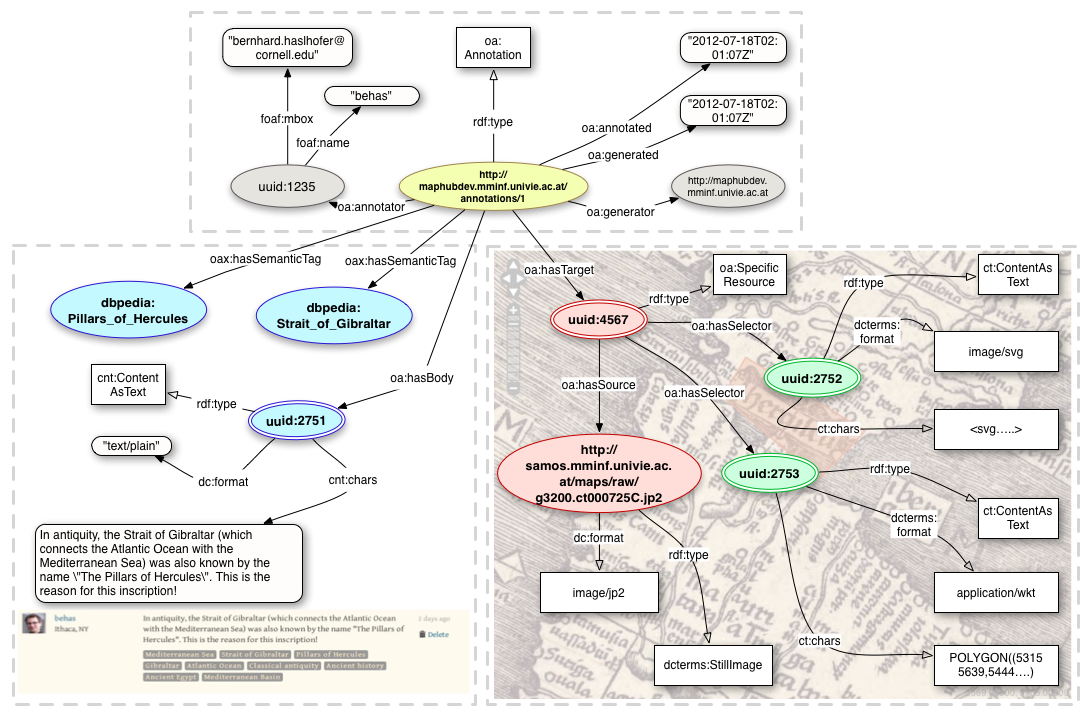 "bernhard.haslhofer@
cornell.edu"
oa:
Annotation
"2012-07-18T02:
01:07Z"
"behas"
"2012-07-18T02:
01:07Z"
foaf:mbox
foaf:name
rdf:type
oa:annotated
oa:generated
uuid:1235
http://
maphubdev.mminf.univie.ac.at/
annotations/1
http://maphubdev.
mminf.univie.ac.at
oa:annotator
oa:generator
oax:hasSemanticTag
oax:hasSemanticTag
oa:hasBody
dbpedia:
Pillars_of_Hercules
dbpedia:
Strait_of_Gibraltar
cnt:Content
AsText
rdf:type
uuid:2751
"text/plain"
dc:format
cnt:chars
In antiquity, the Strait of Gibraltar (which
connects the Atlantic Ocean with the
Mediterranean Sea) was also known by the
name \"The Pillars of Hercules\". This is the
reason for this inscription!
behas
Ithaca, NY
In antiquity, the Strait of Gibraltar (which connects the Atlantic Ocean
with the Mediterranean Sea) was also known by the name "The Pillars of
Hercules". This is the reason for this inscription!
2 days ago
Delete
Mediterranean Sea Strait of Gibraltar Pillars of Hercules
Gibraltar Atlantic Ocean Classical antiquity Ancient history
Ancient Egypt Mediterranean Basin
oa:hasTarget
rdf:type
oa:Specific
Resource
rdf:type
ct:ContentAs
Text
uuid:4567
oa:hasSelector
dcterms:
format
image/svg
uuid:2752
oa:hasSource
oa:hasSelector
ct:chars
<svg…..>
http://
samos.mminf.univie.ac.
at/maps/raw/
g3200.ct000725C.jp2
uuid:2753
rdf:type
ct:ContentAs
Text
dcterms:
format
dc:format
rdf:type
image/jp2
application/wkt
ct:chars
dcterms:StillImage
POLYGON((5315
5639,5444….)